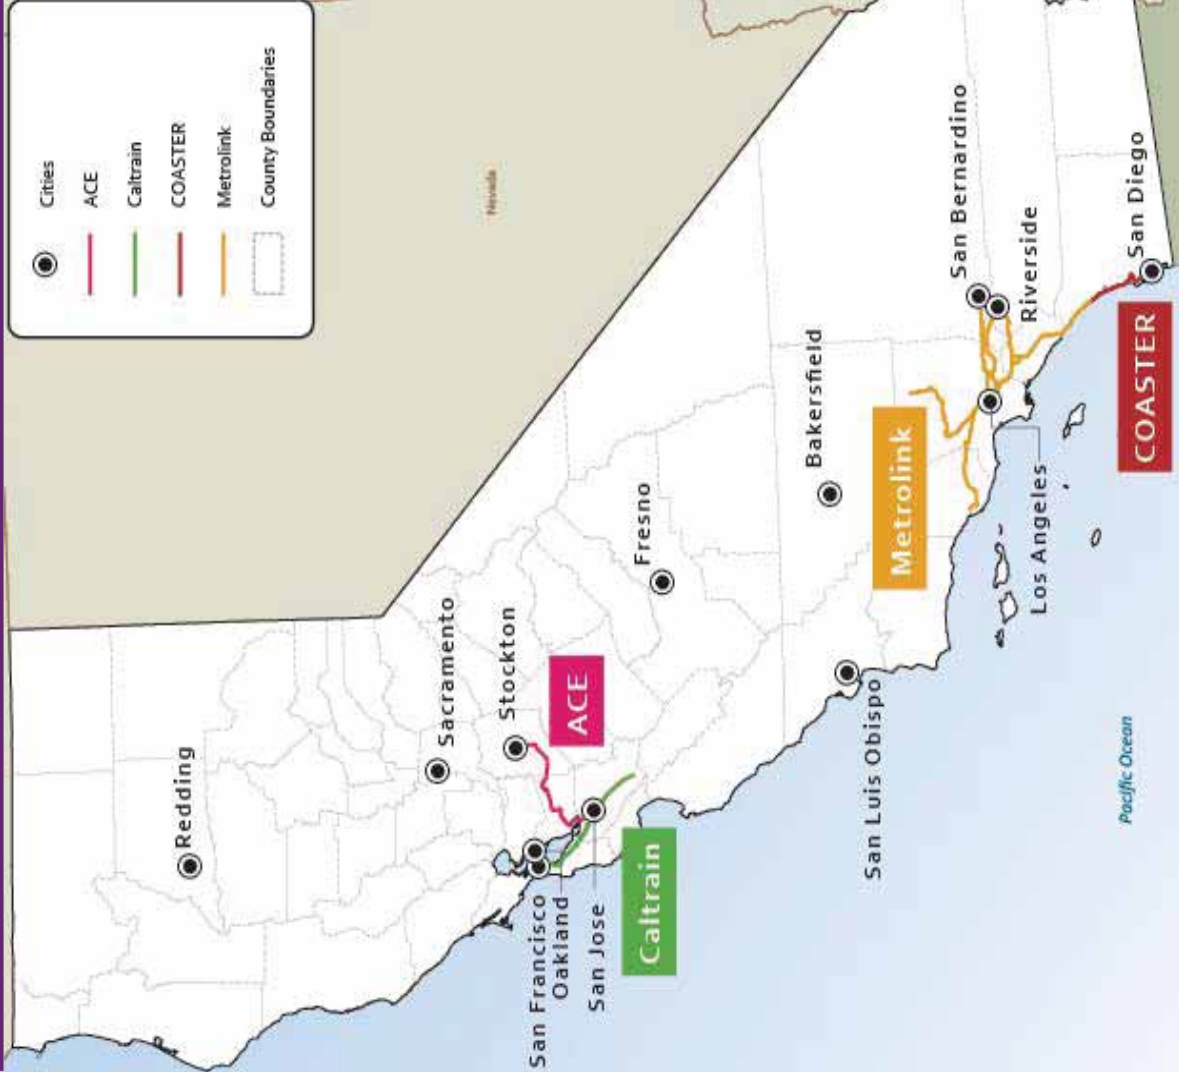 Cities
ACE
Caltrain
COASTER
Metrolink
County Boundaries
Nevada
Redding
Sacramento
Stockton
ACE
San Francisco
Oakland
San Jose
Caltrain
Fresno
San Luis Obispo
Bakersfield
Metrolink
Los Angeles
San Bernardino
Riverside
San Diego
COASTER
Pacific Ocean